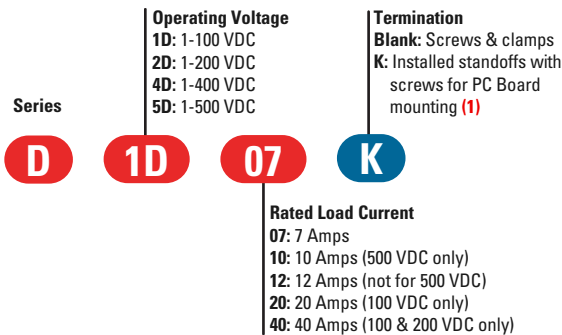 Operating Voltage
1D: 1-100 VDC
2D: 1-200 VDC
4D: 1-400 VDC
5D: 1-500 VDC
Termination
Blank: Screws & clamps
K: Installed standoffs with
screws for PC Board
mounting (1)
Series
D
1D
07
K
Rated Load Current
07: 7 Amps
10: 10 Amps (500 VDC only)
12: 12 Amps (not for 500 VDC)
20: 20 Amps (100 VDC only)
40: 40 Amps (100 & 200 VDC only)